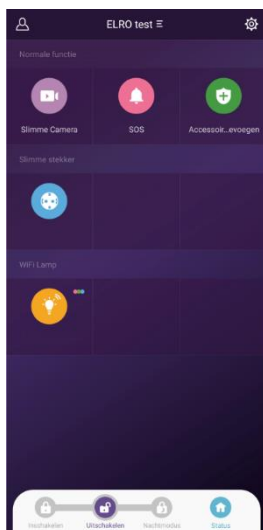 ELRO test
Normale functie
Slimme Camera
SOS
Accessoir...evoegen
Slimme stekker
WiFi Lamp
Inschakelen
Uitschakelen
Nachtmodus
Status